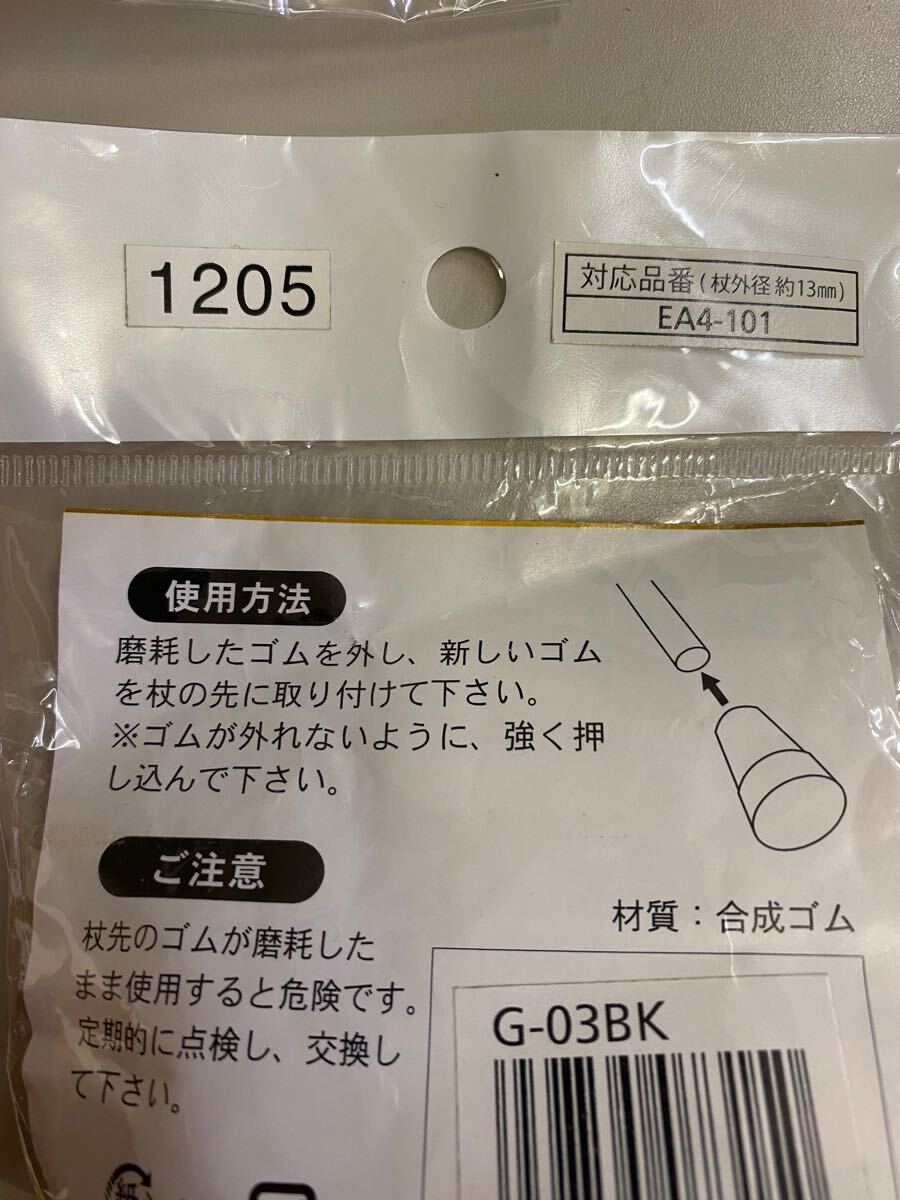 1205
対応品番(杖外径 約13mm)
EA4-101
使用方法
磨耗したゴムを外し、新しいゴム
を杖の先に取り付けて下さい。
※ゴムが外れないように、強く押
し込んで下さい。
ご注意
杖先のゴムが磨耗した
まま使用すると危険です。
定期的に点検し、交換し
て下さい。
材質：合成ゴム
G-03BK
紙